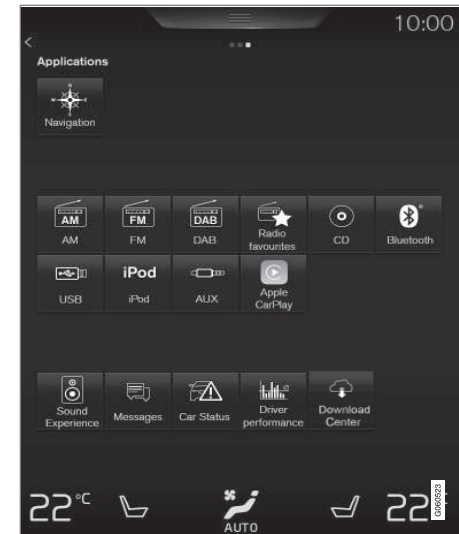 10:00
Applications
Navigation
AM FM DAB
AM FM DAB Radio favourites CD Bluetooth
iPod
USB iPod AUX Apple CarPlay
Sound Experience Messages Car Status Driver performance Download Center
22°C AUTO 22
G060523